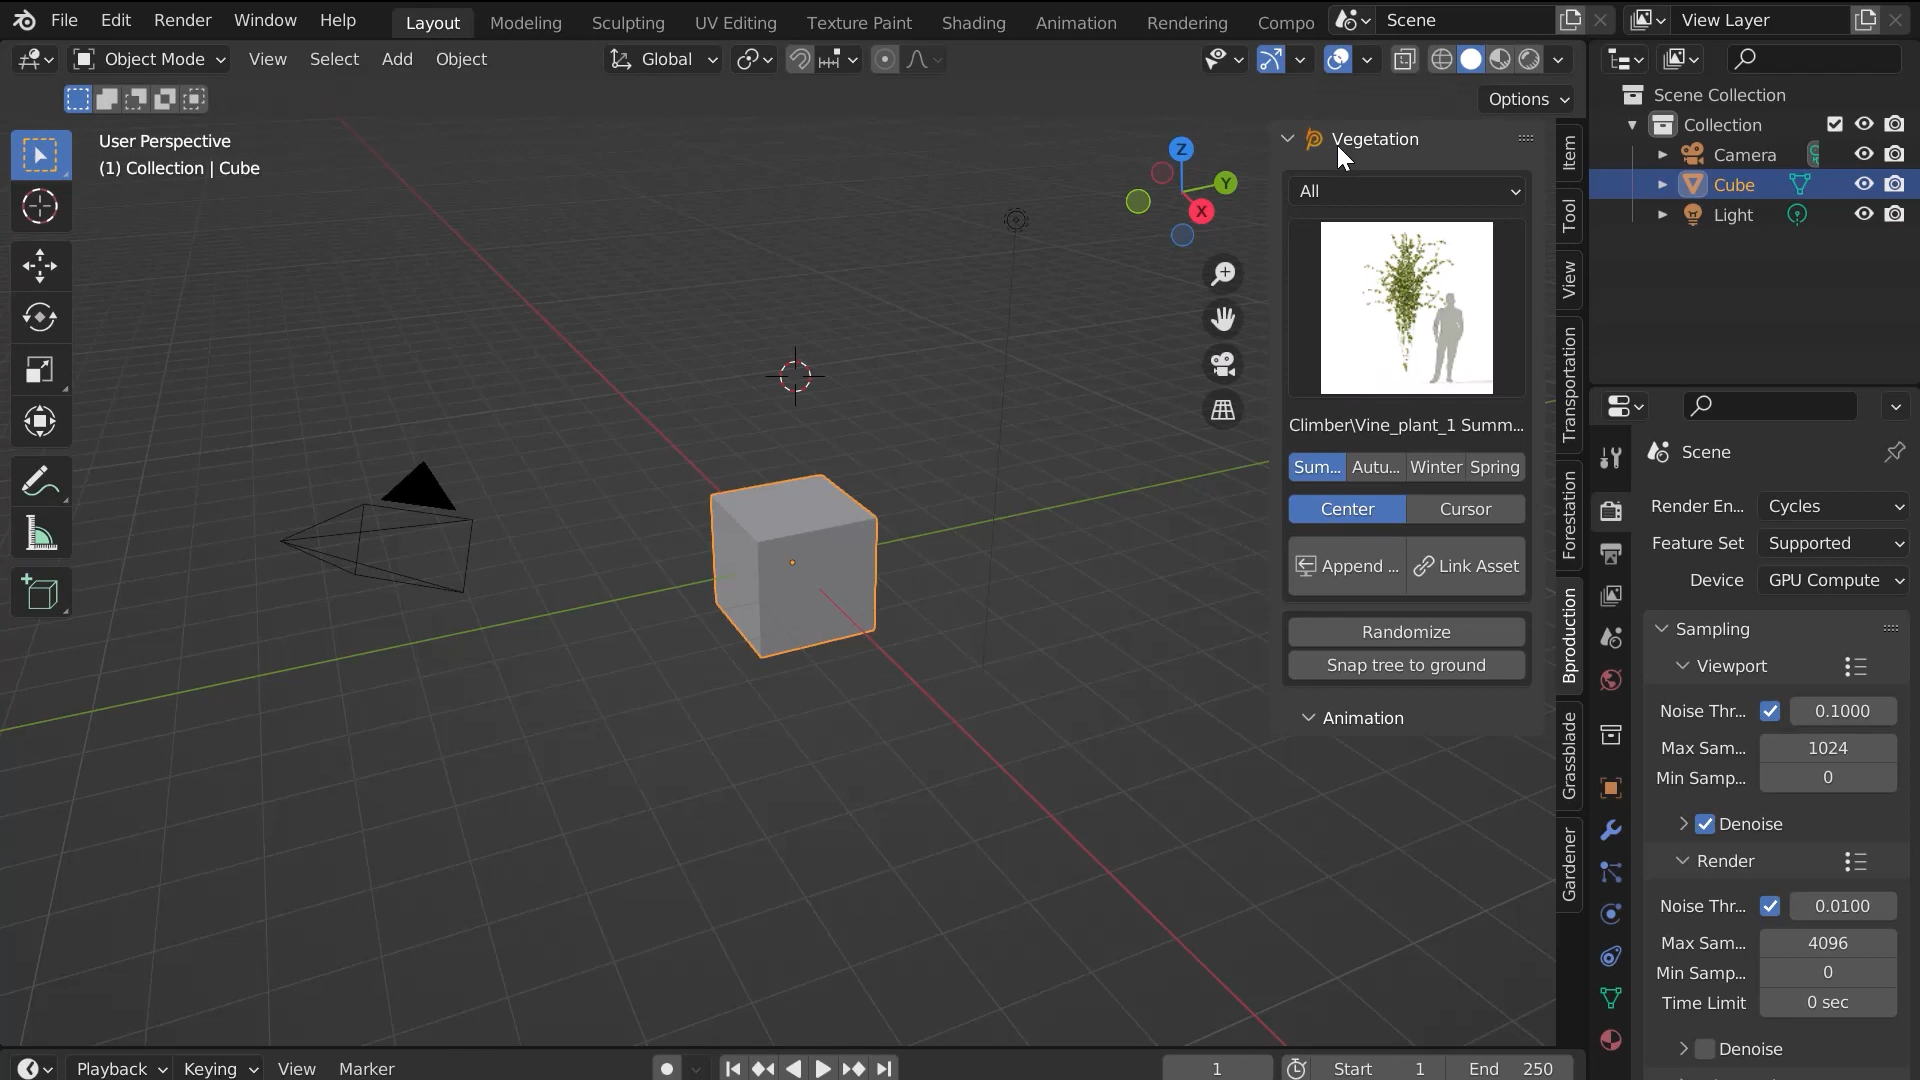 File Edit Render Window Help
Layout Modeling Sculpting UV Editing Texture Paint Shading Animation Rendering Compo
Scene
View Layer
Object Mode View Select Add Object
Global
Options
User Perspective
(1) Collection | Cube
Z
Y
X
Vegetation
All
Climber\Vine_plant_1 Summ...
Sum... Autu... Winter Spring
Center Cursor
Append ... Link Asset
Randomize
Snap tree to ground
Animation
Item
Tool
View
Transportation
Forestation
Bproduction
Grassblade
Gardener
Scene Collection
Collection
Camera
Cube
Light
Scene
Render En... Cycles
Feature Set Supported
Device GPU Compute
Sampling
Viewport
Noise Thr... 0.1000
Max Sam... 1024
Min Samp... 0
Denoise
Render
Noise Thr... 0.0100
Max Sam... 4096
Min Samp... 0
Time Limit 0 sec
Denoise
Playback Keying View Marker
1
Start 1
End 250